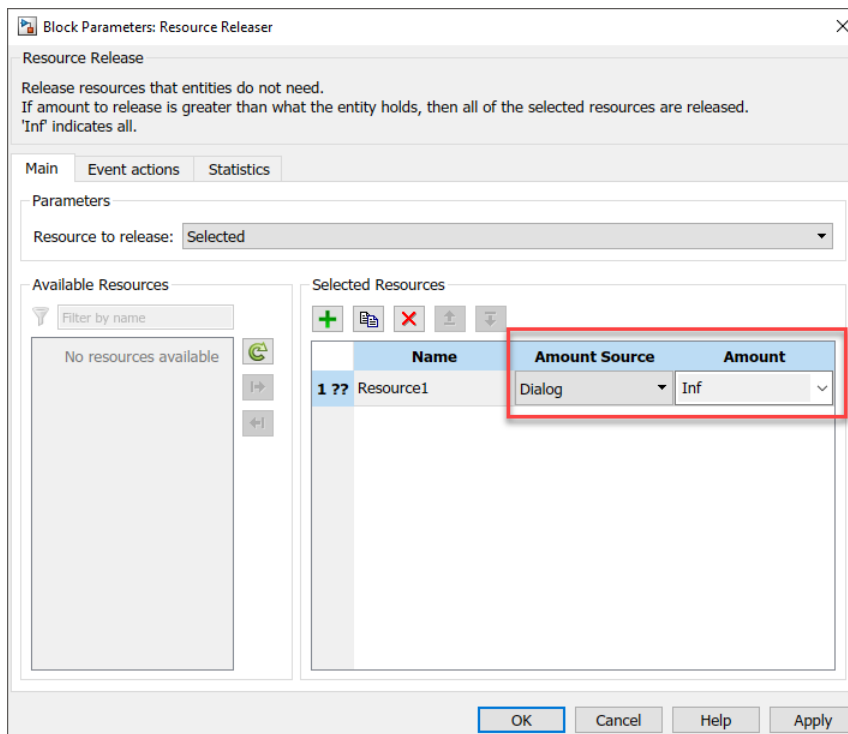 Block Parameters: Resource Releaser
Resource Release
Release resources that entities do not need.
If amount to release is greater than what the entity holds, then all of the selected resources are released.
'Inf' indicates all.
Main Event actions Statistics
Parameters
Resource to release: Selected
Available Resources
Filter by name
No resources available
Selected Resources
Name Amount Source Amount
1 ?? Resource1 Dialog Inf
OK Cancel Help Apply